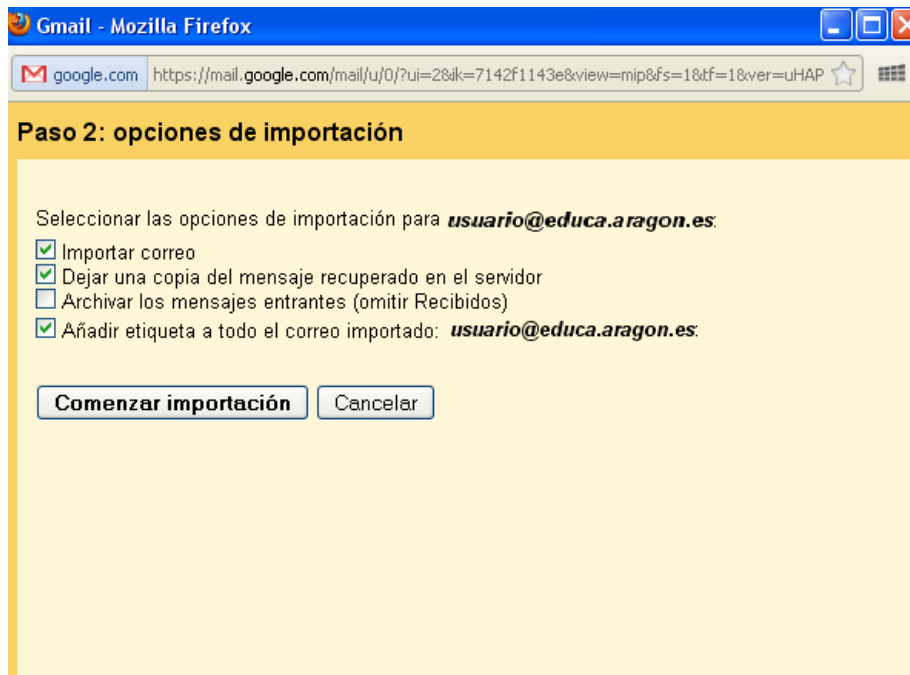 Gmail - Mozilla Firefox
google.com https://mail.google.com/mail/u/0/?ui=2&ik=7142f1143e&view=mip&fs=1&tf=1&ver=uHAP
Paso 2: opciones de importación
Seleccionar las opciones de importación para usuario@educa.aragon.es:
Importar correo
Dejar una copia del mensaje recuperado en el servidor
Archivar los mensajes entrantes (omitir Recibidos)
Añadir etiqueta a todo el correo importado: usuario@educa.aragon.es:
Comenzar importación Cancelar